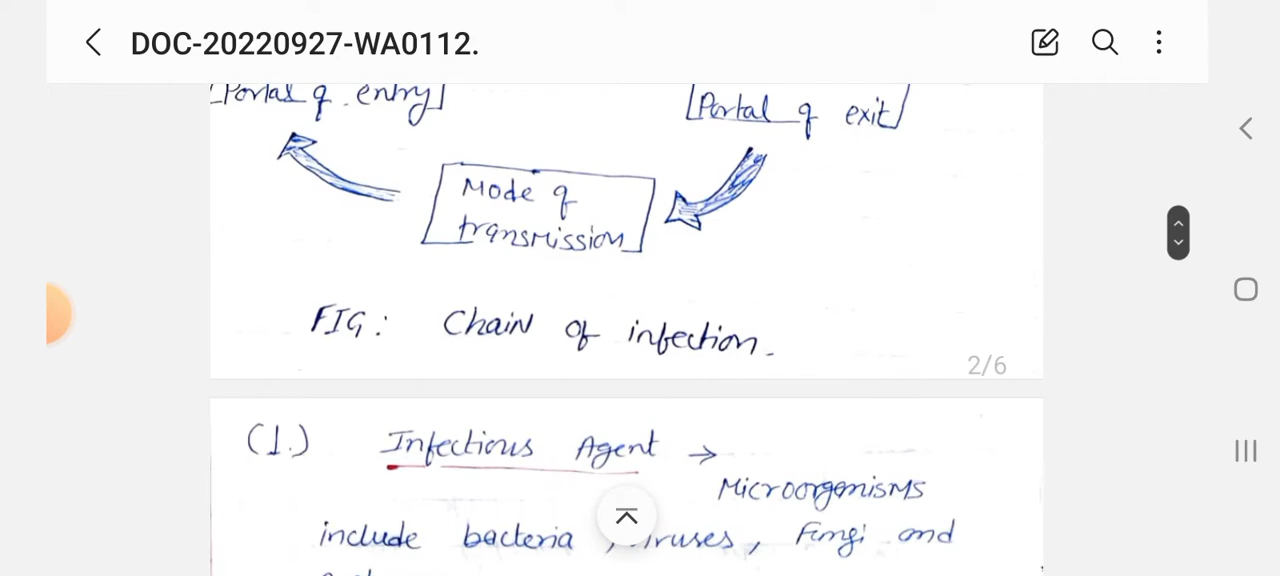 DOC-20220927-WA0112.
[Portal of entry] [Portal of exit]
Mode of
transmission
FIG: Chain of infection.
2/6
(1.) Infectious Agent →
Microorganisms
include bacteria, viruses, Fungi and